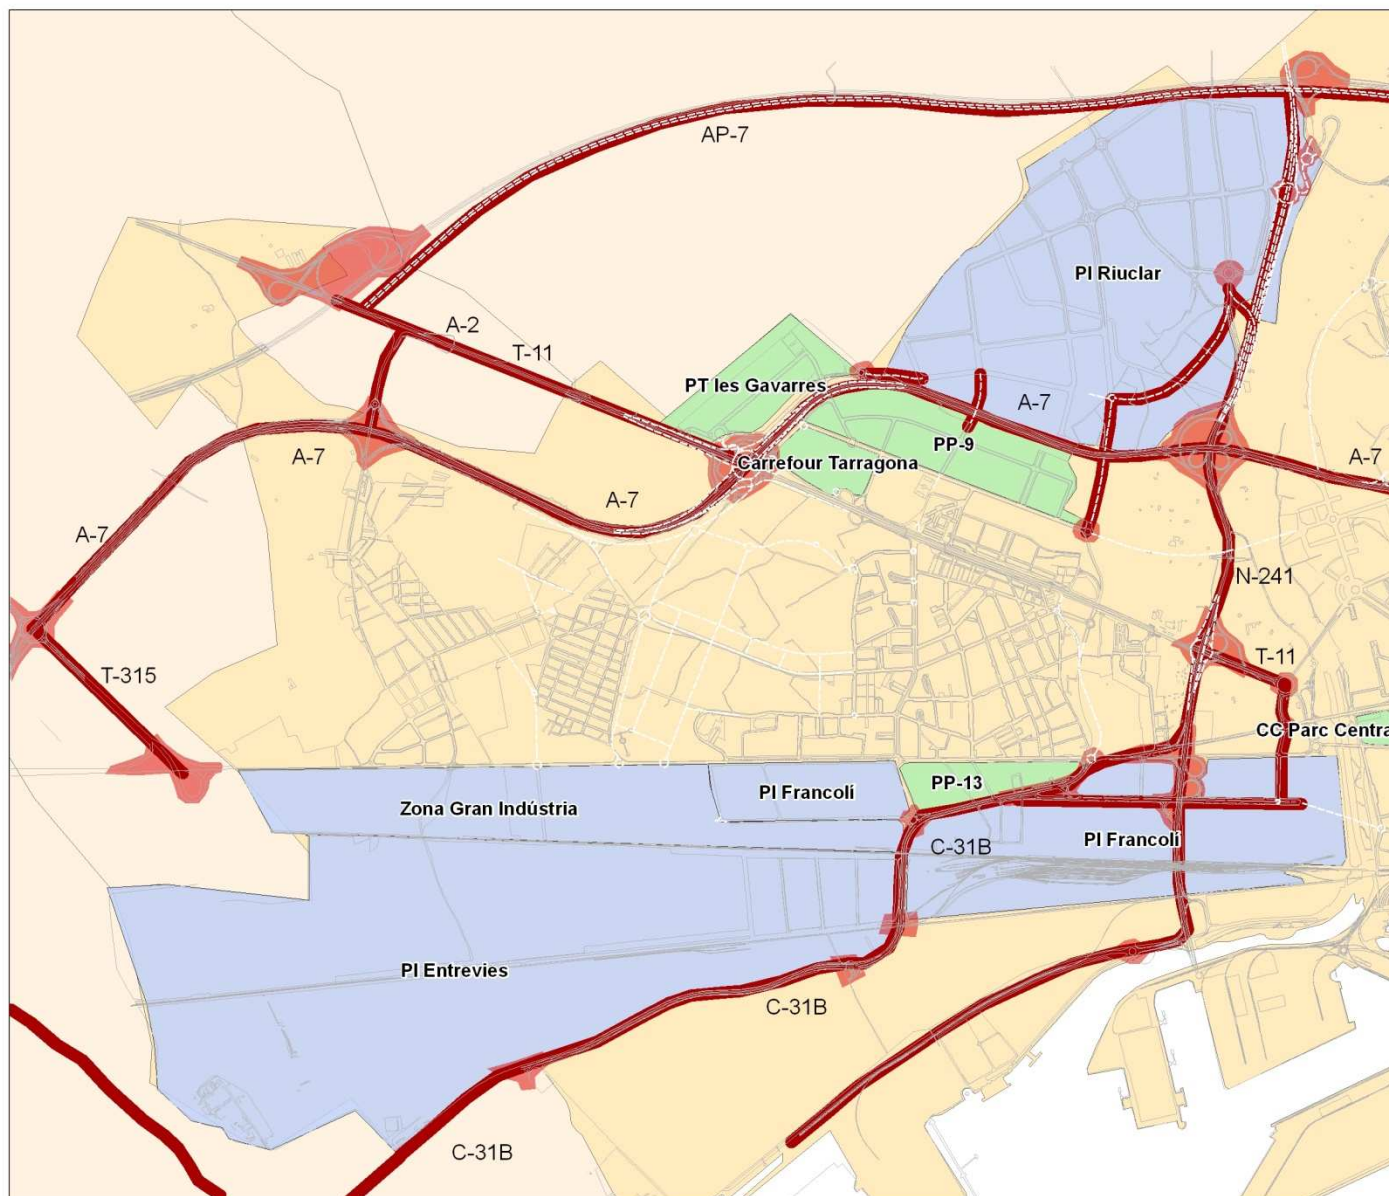 AP-7
PI Riuclar
A-2
T-11
PT les Gavarres
A-7
PP-9
A-7
Carrefour Tarragona
A-7
A-7
A-7
N-241
T-11
T-315
CC Parc Centra
PP-13
PI Francolí
Zona Gran Indústria
PI Francolí
C-31B
PI Entrevies
C-31B
C-31B